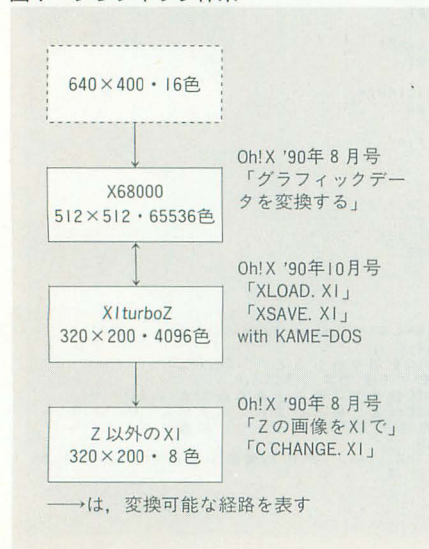 640×400・16色
X68000
512×512・65536色
Oh!X '90年8月号
「グラフィックデー
タを変換する」
X1turboZ
320×200・4096色
Oh!X '90年10月号
「XLOAD. X1」
「XSAVE. X1」
with KAME-DOS
Z以外のX1
320×200・8色
Oh!X '90年8月号
「Zの画像をX1で」
「C CHANGE. X1」
──→は，変換可能な経路を表す